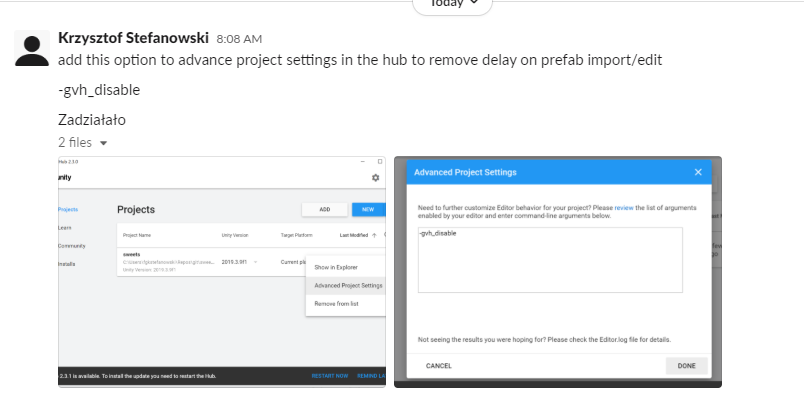 Today
Krzysztof Stefanowski 8:08 AM
add this option to advance project settings in the hub to remove delay on prefab import/edit
-gvh_disable
Zadziałało
2 files
Hub 2.3.0
unity
Projects
Learn
Community
Installs
Projects
ADD
NEW
Project Name Unity Version Target Platform Last Modified
sweets
2019.3.9f1
Current pla
Unity Version: 2019.3.9f1
Show in Explorer
Advanced Project Settings
Remove from list
2.3.1 is available. To install the update you need to restart the Hub.
RESTART NOW
REMIND LA
Advanced Project Settings
Need to further customize Editor behavior for your project? Please review the list of arguments
enabled by your editor and enter command-line arguments below.
-gvh_disable
Not seeing the results you were hoping for? Please check the Editor.log file for details.
CANCEL
DONE